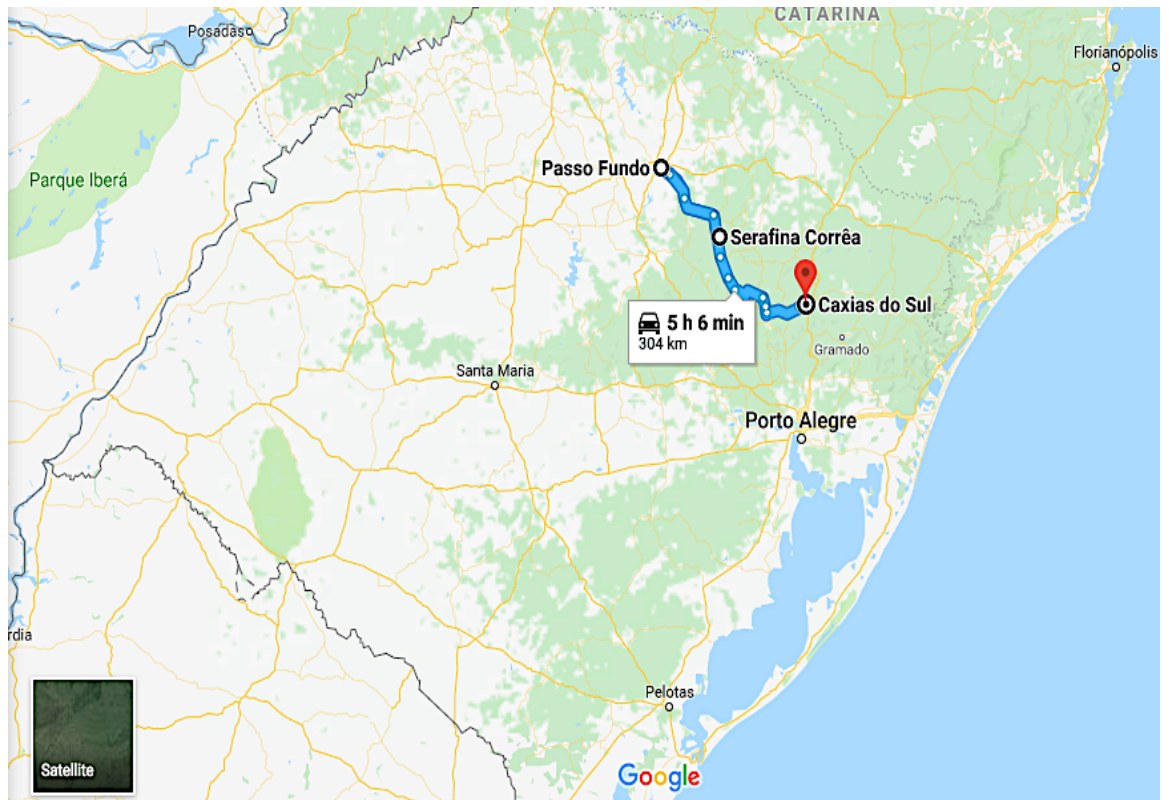 CATARINA
Posadas
Florianópolis
Passo Fundo
Parque Iberá
Serafina Corrêa
Caxias do Sul
5 h 6 min
304 km
Gramado
Santa Maria
Porto Alegre
rdia
Pelotas
Satellite
Google